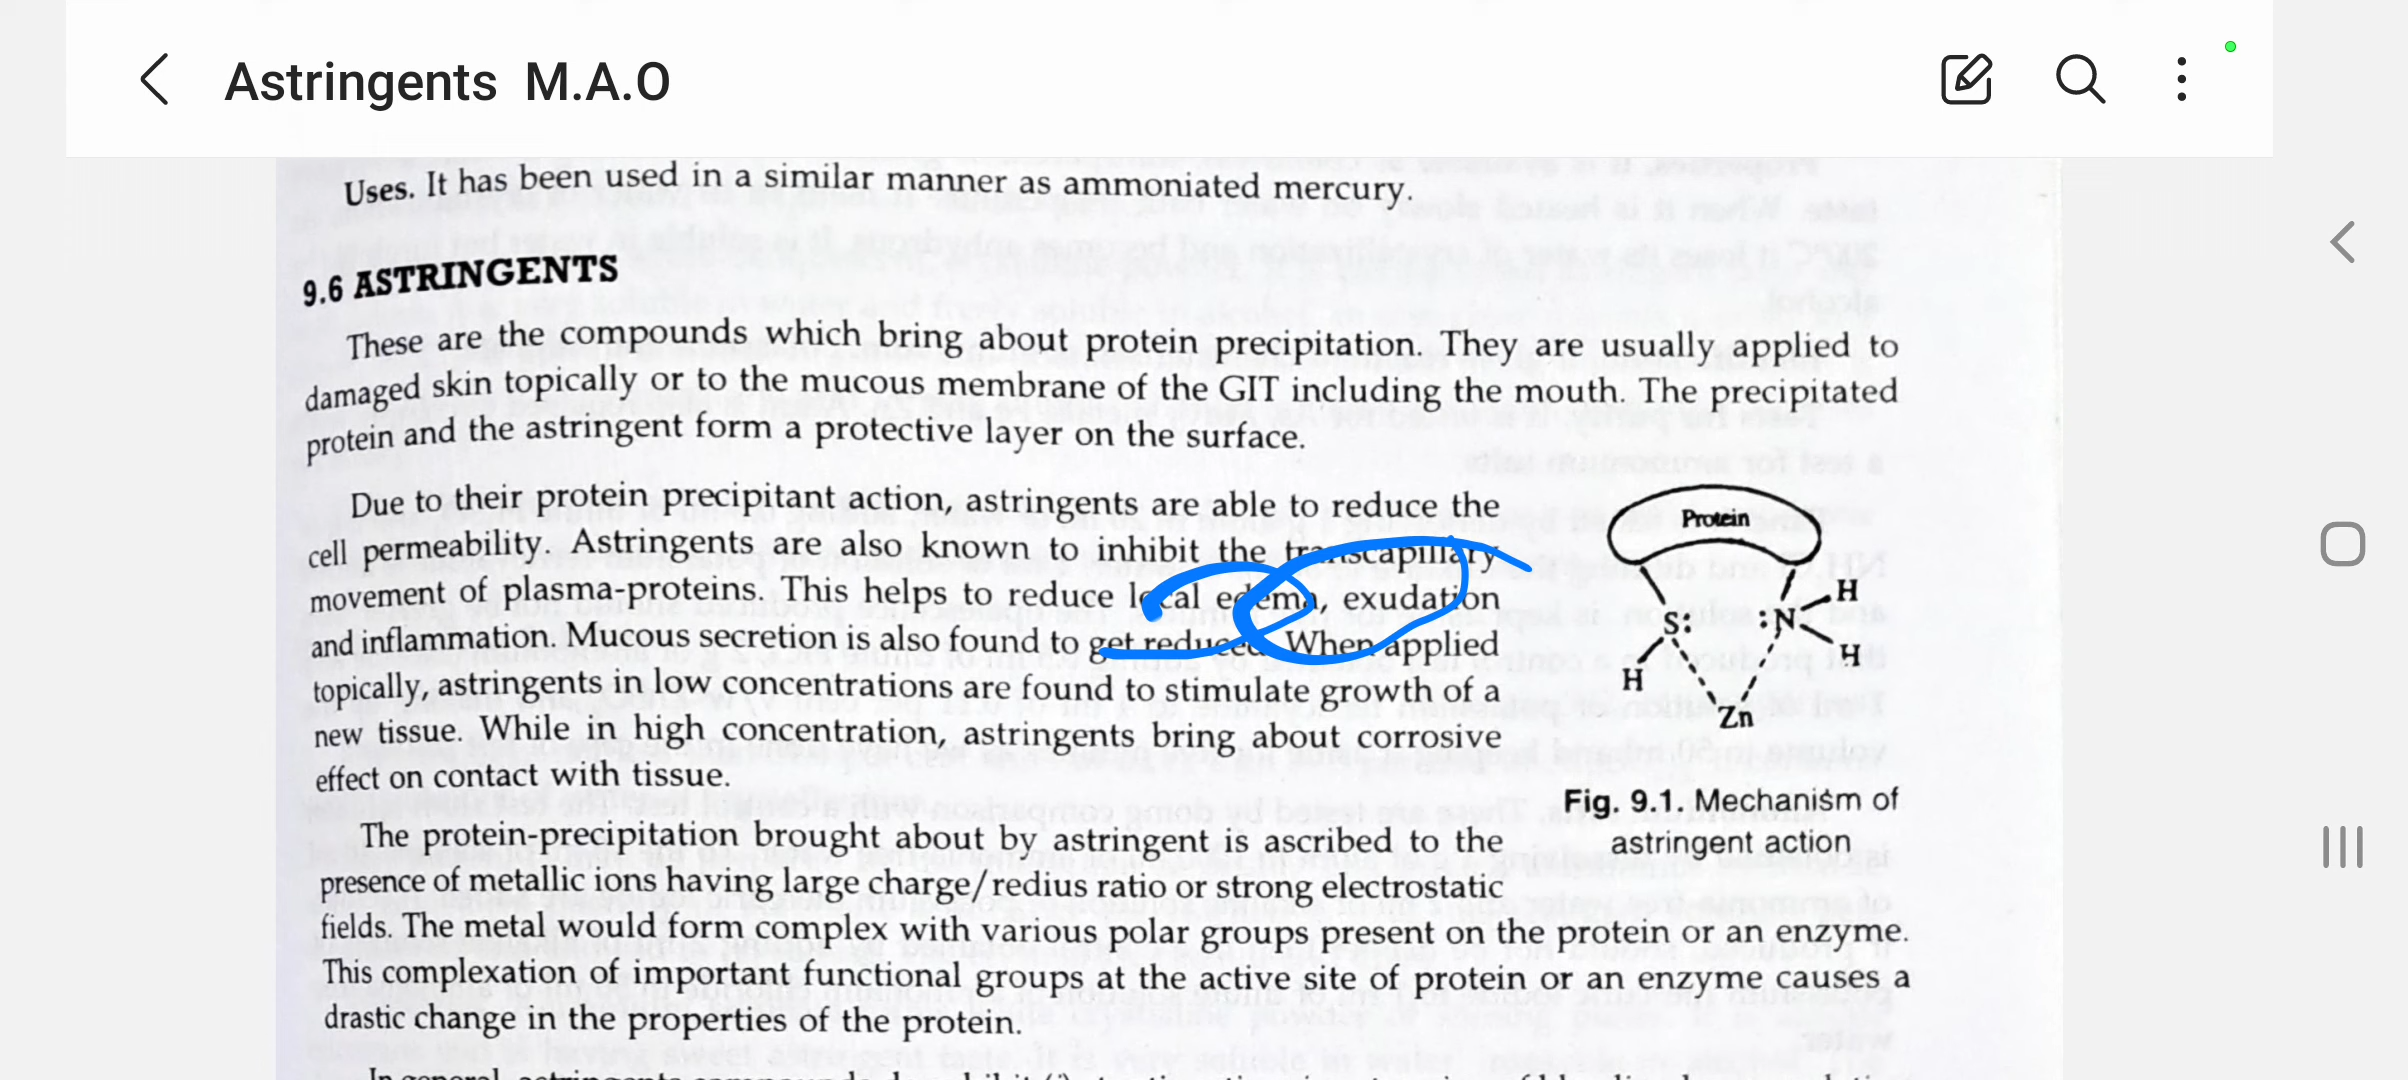 Astringents M.A.O
Uses. It has been used in a similar manner as ammoniated mercury.
9.6 ASTRINGENTS
These are the compounds which bring about protein precipitation. They are usually applied to
damaged skin topically or to the mucous membrane of the GIT including the mouth. The precipitated
protein and the astringent form a protective layer on the surface.
Due to their protein precipitant action, astringents are able to reduce the
cell permeability. Astringents are also known to inhibit the transcapillary
movement of plasma-proteins. This helps to reduce local edema, exudation
and inflammation. Mucous secretion is also found to get reduced. When applied
topically, astringents in low concentrations are found to stimulate growth of a
new tissue. While in high concentration, astringents bring about corrosive
effect on contact with tissue.
Protein
S:
:N
H
H
H
Zn
Fig. 9.1. Mechanism of
astringent action
The protein-precipitation brought about by astringent is ascribed to the
presence of metallic ions having large charge/redius ratio or strong electrostatic
fields. The metal would form complex with various polar groups present on the protein or an enzyme.
This complexation of important functional groups at the active site of protein or an enzyme causes a
drastic change in the properties of the protein.
In general, astringents compounds